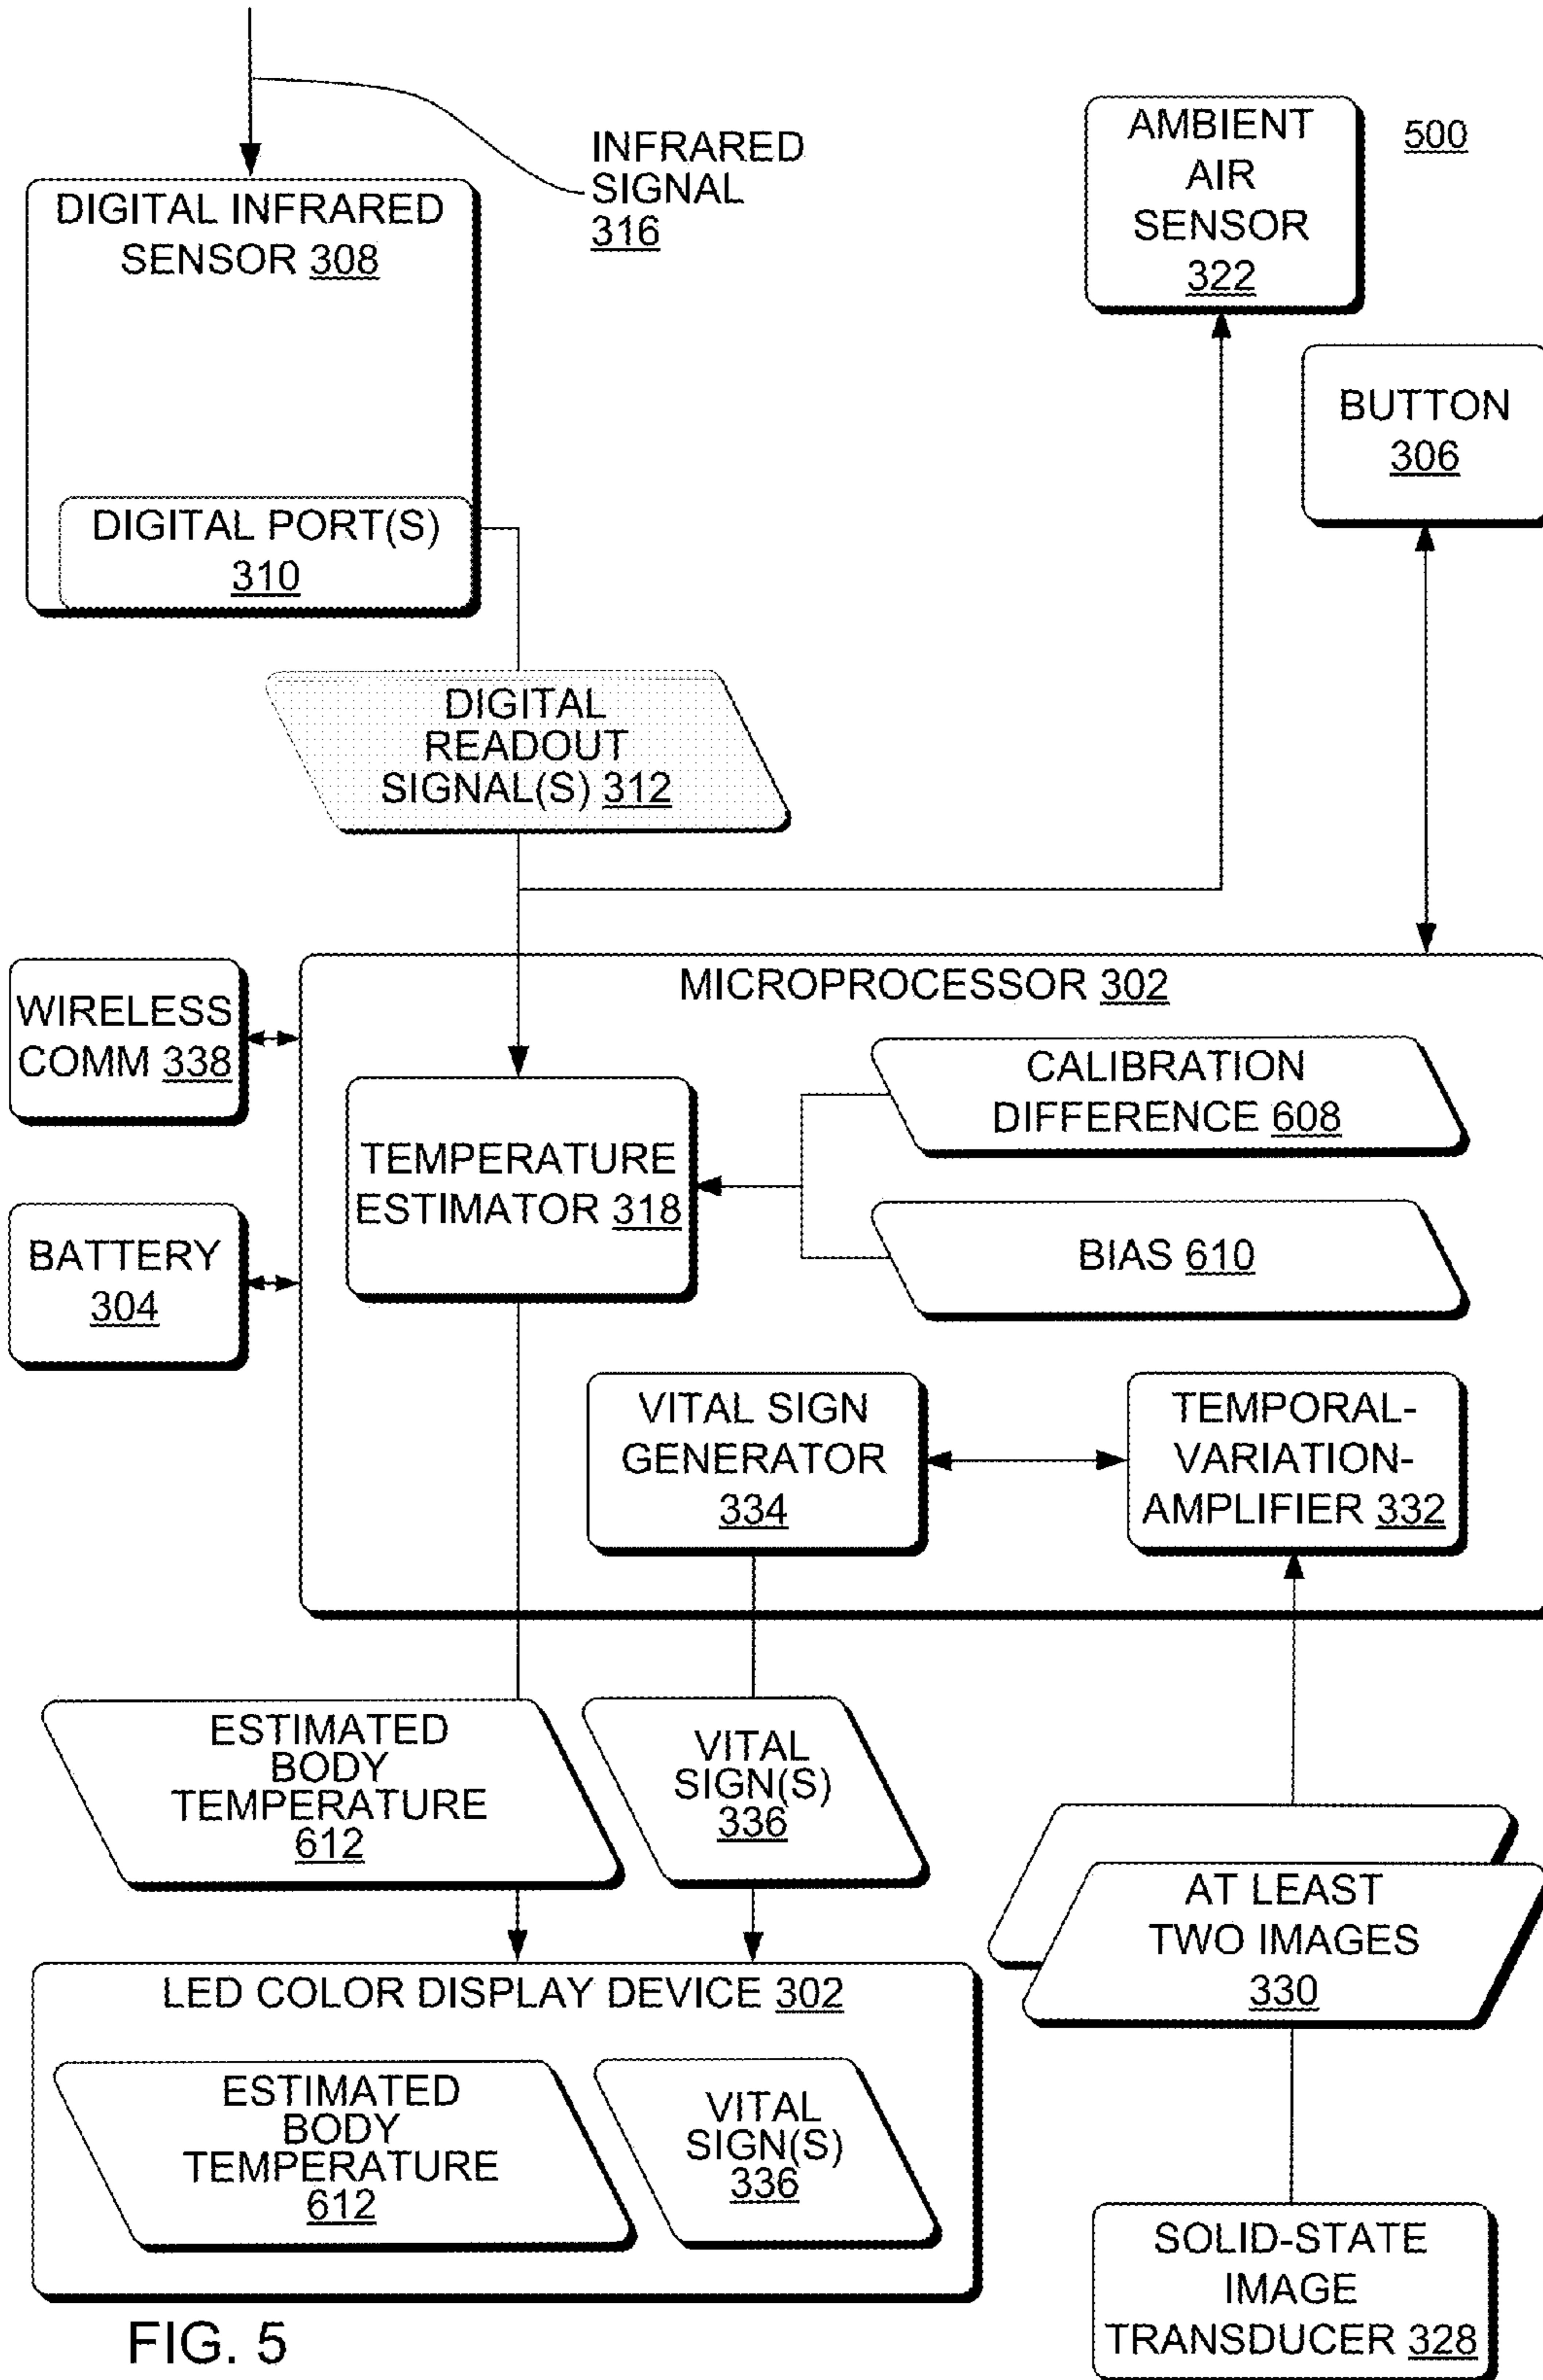 INFRARED
SIGNAL
316
DIGITAL INFRARED
SENSOR 308
DIGITAL PORT(S)
310
AMBIENT
AIR
SENSOR
322
500
BUTTON
306
DIGITAL
READOUT
SIGNAL(S) 312
WIRELESS
COMM 338
BATTERY
304
MICROPROCESSOR 302
TEMPERATURE
ESTIMATOR 318
CALIBRATION
DIFFERENCE 608
BIAS 610
VITAL SIGN
GENERATOR
334
TEMPORAL-
VARIATION-
AMPLIFIER 332
ESTIMATED
BODY
TEMPERATURE
612
VITAL
SIGN(S)
336
AT LEAST
TWO IMAGES
330
LED COLOR DISPLAY DEVICE 302
ESTIMATED
BODY
TEMPERATURE
612
VITAL
SIGN(S)
336
SOLID-STATE
IMAGE
TRANSDUCER 328
FIG. 5